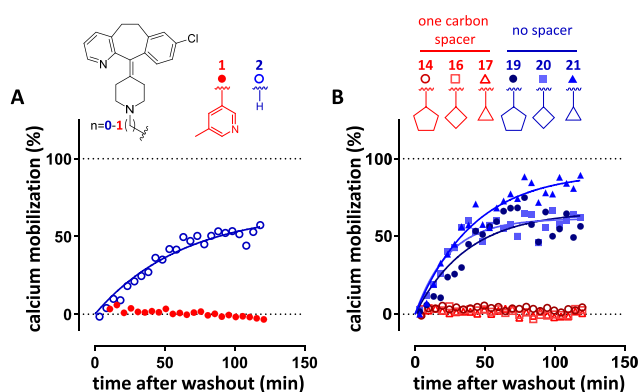 one carbon
spacer
no spacer
14 16 17 19 20 21
Cl
N
1 2
A
B
N
n=0-1
H
N
calcium mobilization (%)
100
50
0
0 50 100 150
time after washout (min)
calcium mobilization (%)
100
50
0
0 50 100 150
time after washout (min)